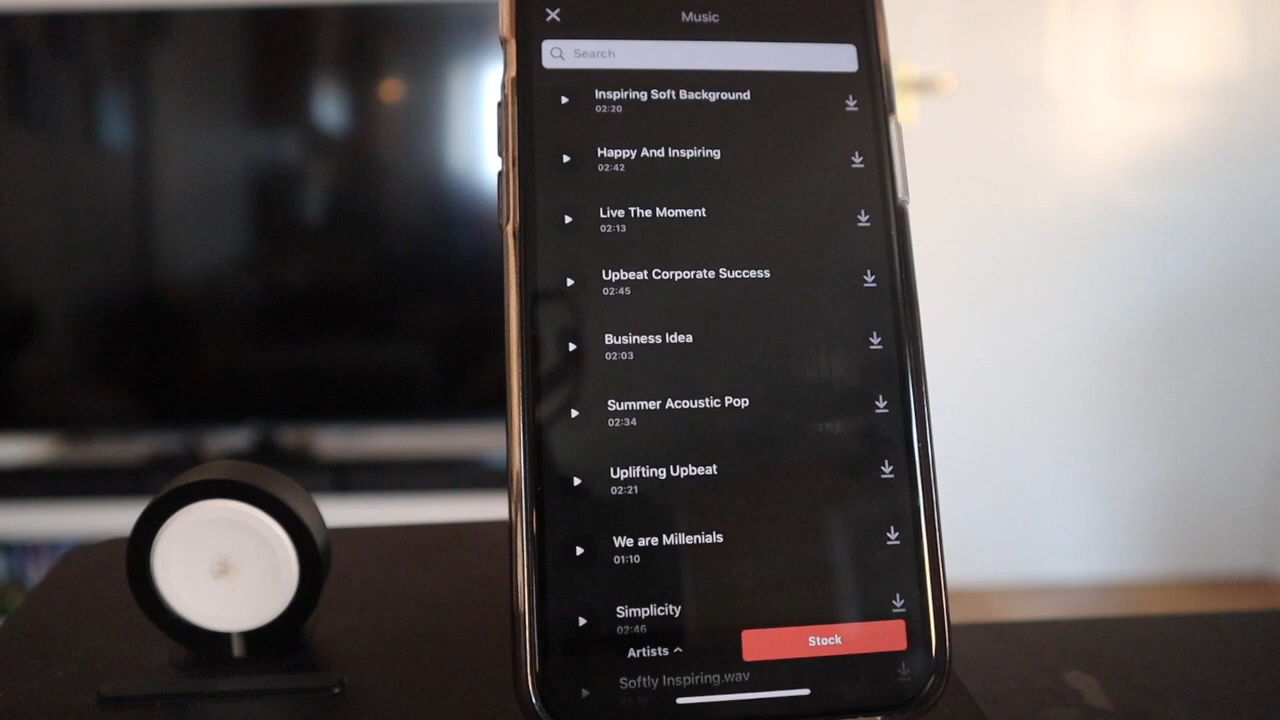 Music
Search
Inspiring Soft Background
02:20
Happy And Inspiring
02:42
Live The Moment
02:13
Upbeat Corporate Success
02:45
Business Idea
02:03
Summer Acoustic Pop
02:34
Uplifting Upbeat
02:21
We are Millenials
01:10
Simplicity
02:46
Artists
Stock
Softly Inspiring.wav